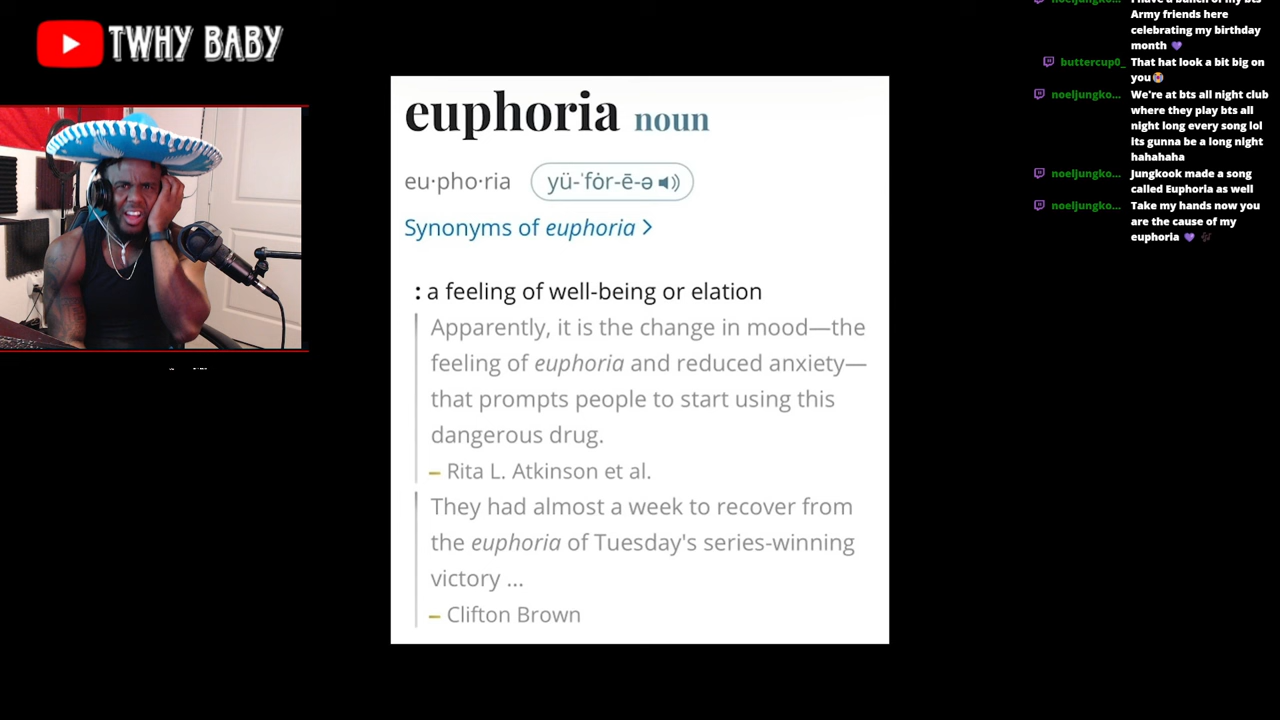 TWHY BABY
euphoria noun
eu·pho·ria yü-ˈfȯr-ē-ə
Synonyms of euphoria >
: a feeling of well-being or elation
Apparently, it is the change in mood—the
feeling of euphoria and reduced anxiety—
that prompts people to start using this
dangerous drug.
– Rita L. Atkinson et al.
They had almost a week to recover from
the euphoria of Tuesday's series-winning
victory ...
– Clifton Brown
Army friends here
celebrating my birthday
month 💜
buttercup0_ That hat look a bit big on
you😭
noeljungko... We're at bts all night club
where they play bts all
night long every song lol
Its gunna be a long night
hahahaha
noeljungko... Jungkook made a song
called Euphoria as well
noeljungko... Take my hands now you
are the cause of my
euphoria 💜